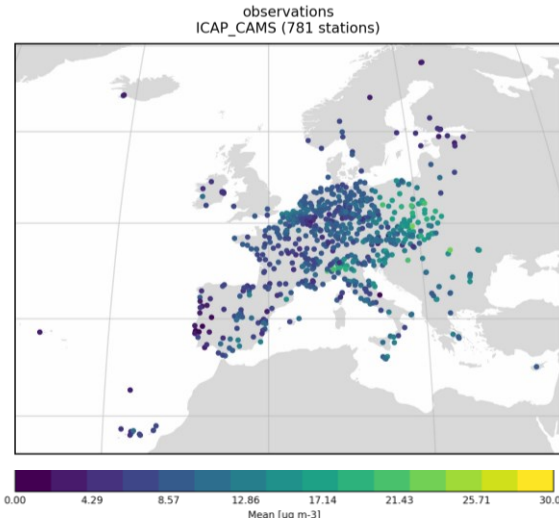 observations
ICAP_CAMS (781 stations)
0.00 4.29 8.57 12.86 17.14 21.43 25.71 30.0
Mean [ug m-3]